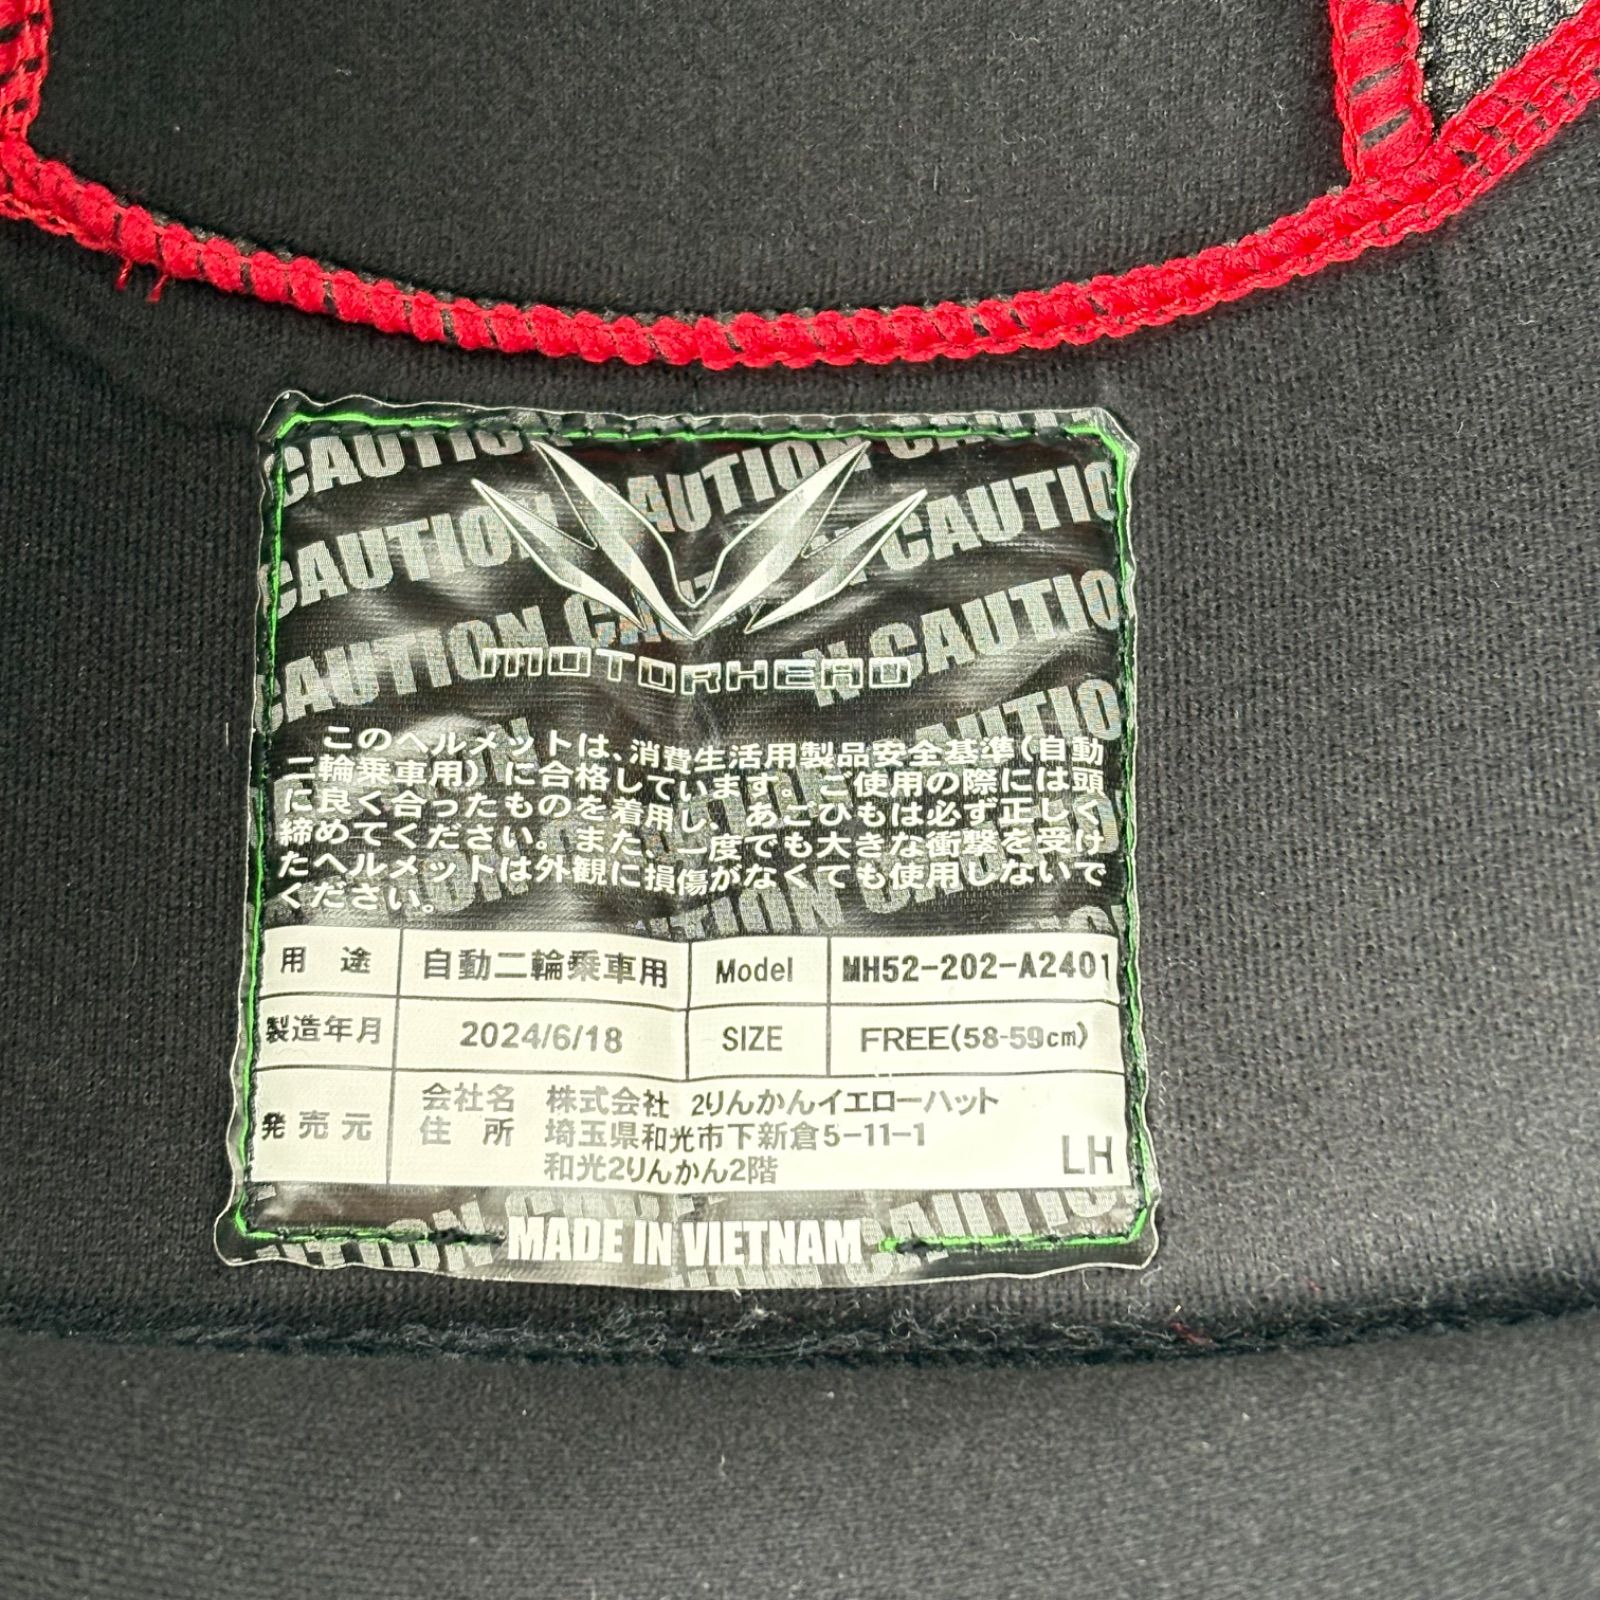 CAUTION CAUTION CAUTION
CAUTION CAUTION CAUTION
CAUTION CAUTION CAUTION
MOTORHEAD
このヘルメットは、消費生活用製品安全基準(自動
二輪乗車用)に合格しています。ご使用の際には頭
に良く合ったものを着用し、あごひもは必ず正しく
締めてください。また、一度でも大きな衝撃を受け
たヘルメットは外観に損傷がなくても使用しないで
ください。
用途 自動二輪乗車用 Model MH52-202-A2401
製造年月 2024/6/18 SIZE FREE(58-59cm)
発売元 会社名 株式会社 2りんかんイエローハット
住所 埼玉県和光市下新倉5-11-1
和光2りんかん2階 LH
MADE IN VIETNAM